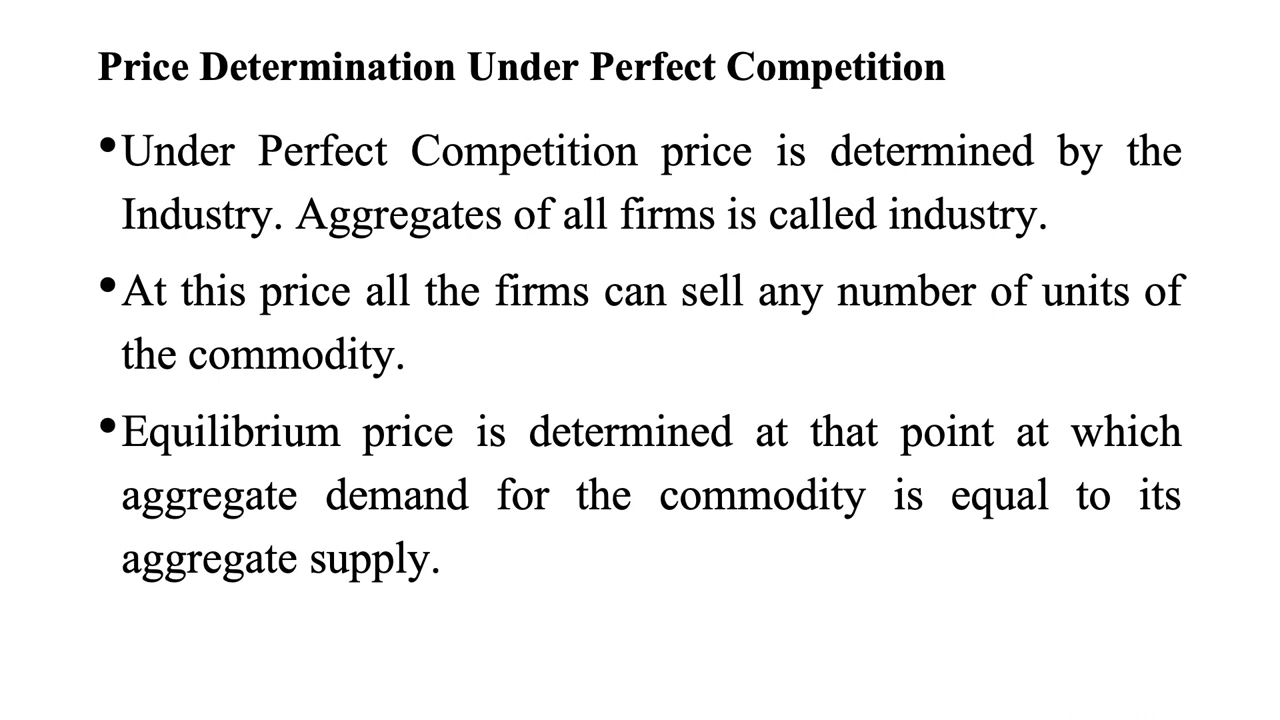 Price Determination Under Perfect Competition
•Under Perfect Competition price is determined by the
Industry. Aggregates of all firms is called industry.
•At this price all the firms can sell any number of units of
the commodity.
•Equilibrium price is determined at that point at which
aggregate demand for the commodity is equal to its
aggregate supply.